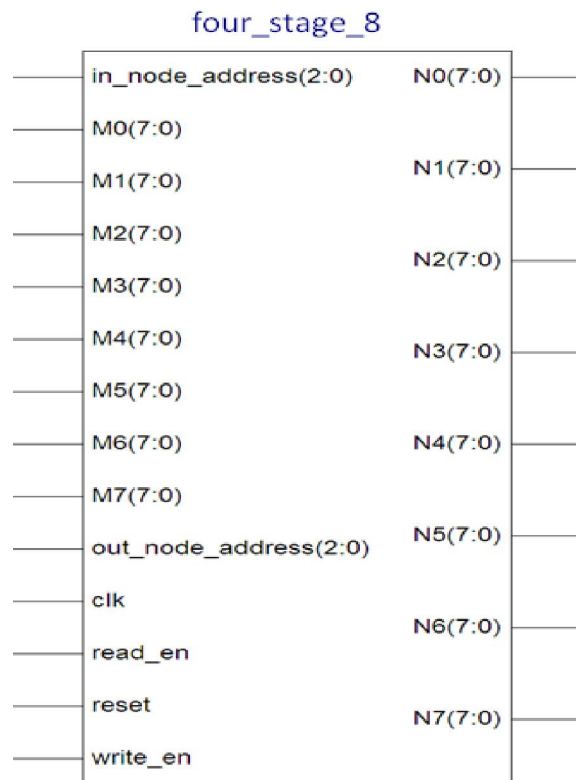 four_stage_8
in_node_address(2:0)
M0(7:0)
M1(7:0)
M2(7:0)
M3(7:0)
M4(7:0)
M5(7:0)
M6(7:0)
M7(7:0)
out_node_address(2:0)
clk
read_en
reset
write_en
N0(7:0)
N1(7:0)
N2(7:0)
N3(7:0)
N4(7:0)
N5(7:0)
N6(7:0)
N7(7:0)